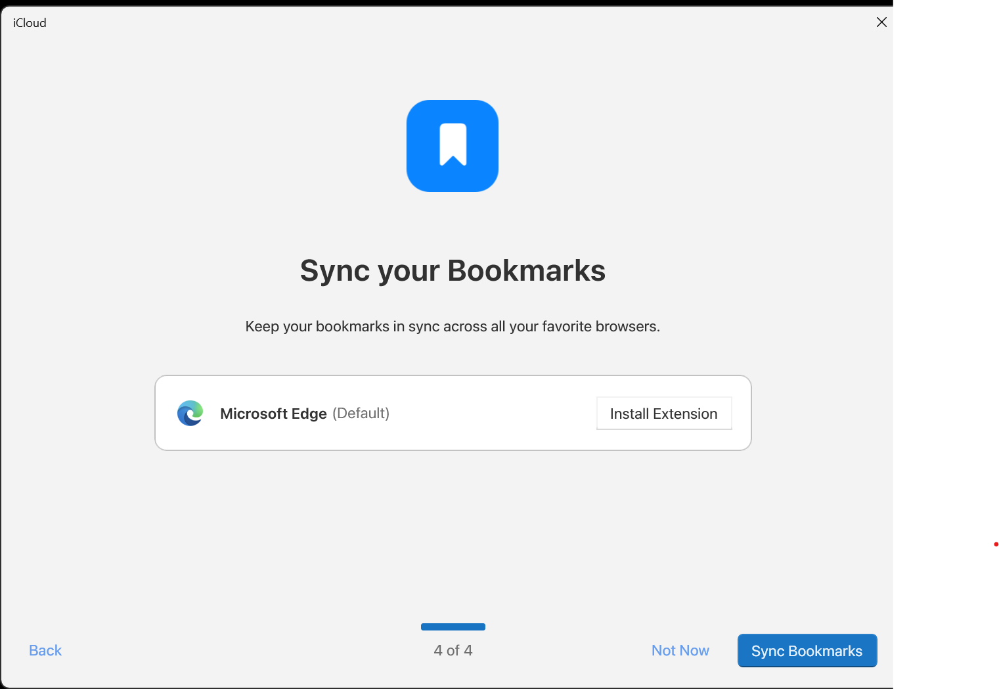 iCloud
Sync your Bookmarks
Keep your bookmarks in sync across all your favorite browsers.
Microsoft Edge (Default)
Install Extension
Back
4 of 4
Not Now
Sync Bookmarks